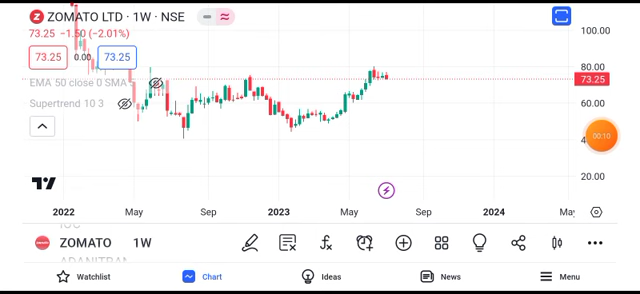 Z ZOMATO LTD · 1W · NSE
73.25 −1.50 (−2.01%)
73.25 0.00 73.25
EMA 50 close 0 SMA
Supertrend 10 3
100.00
80.00
73.25
60.00
00:10
20.00
2022 May Sep 2023 May Sep 2024
zomato ZOMATO 1W
Watchlist Chart Ideas News Menu